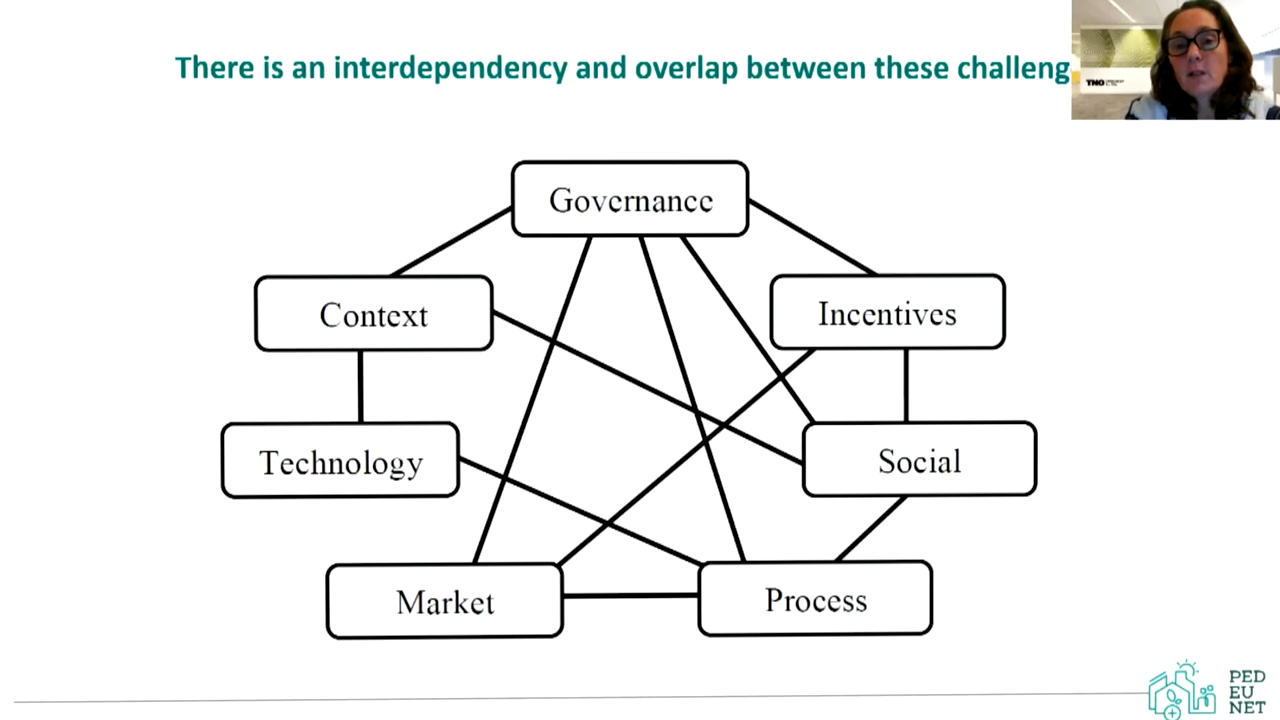 There is an interdependency and overlap between these challeng
TNO
Governance
Context
Incentives
Technology
Social
Market
Process
PED
EU
NET